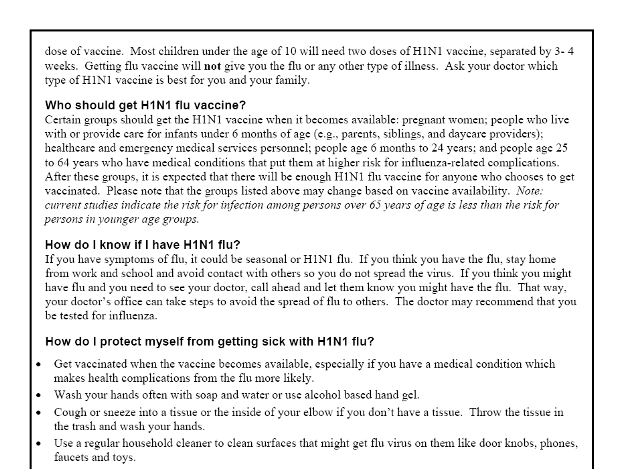 dose of vaccine.  Most children under the age of 10 will need two doses of H1N1 vaccine, separated by 3- 4
weeks.  Getting flu vaccine will not give you the flu or any other type of illness.  Ask your doctor which
type of H1N1 vaccine is best for you and your family.
Who should get H1N1 flu vaccine?
Certain groups should get the H1N1 vaccine when it becomes available: pregnant women; people who live
with or provide care for infants under 6 months of age (e.g., parents, siblings, and daycare providers);
healthcare and emergency medical services personnel; people age 6 months to 24 years; and people age 25
to 64 years who have medical conditions that put them at higher risk for influenza-related complications.
After these groups, it is expected that there will be enough H1N1 flu vaccine for anyone who chooses to get
vaccinated.  Please note that the groups listed above may change based on vaccine availability.  Note:
current studies indicate the risk for infection among persons over 65 years of age is less than the risk for
persons in younger age groups.
How do I know if I have H1N1 flu?
If you have symptoms of flu, it could be seasonal or H1N1 flu.  If you think you have the flu, stay home
from work and school and avoid contact with others so you do not spread the virus.  If you think you might
have flu and you need to see your doctor, call ahead and let them know you might have the flu.  That way,
your doctor's office can take steps to avoid the spread of flu to others.  The doctor may recommend that you
be tested for influenza.
How do I protect myself from getting sick with H1N1 flu?
• Get vaccinated when the vaccine becomes available, especially if you have a medical condition which
makes health complications from the flu more likely.
• Wash your hands often with soap and water or use alcohol based hand gel.
• Cough or sneeze into a tissue or the inside of your elbow if you don't have a tissue.  Throw the tissue in
the trash and wash your hands.
• Use a regular household cleaner to clean surfaces that might get flu virus on them like door knobs, phones,
faucets and toys.